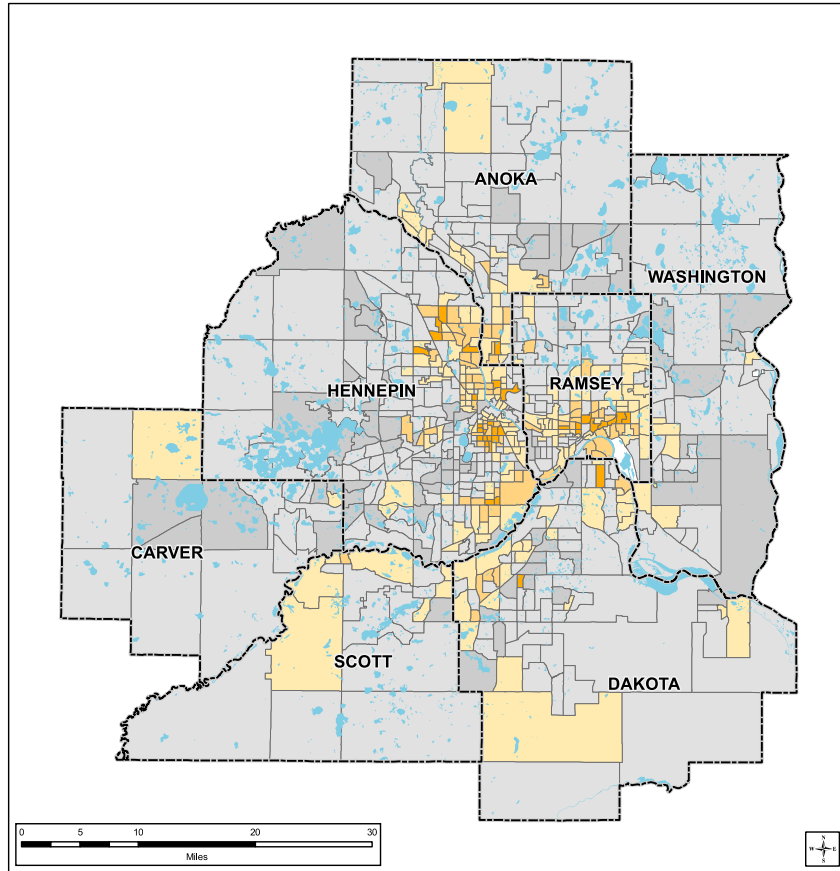 ANOKA
WASHINGTON
HENNEPIN
RAMSEY
CARVER
SCOTT
DAKOTA
0 5 10 20 30
Miles
N
W E
S